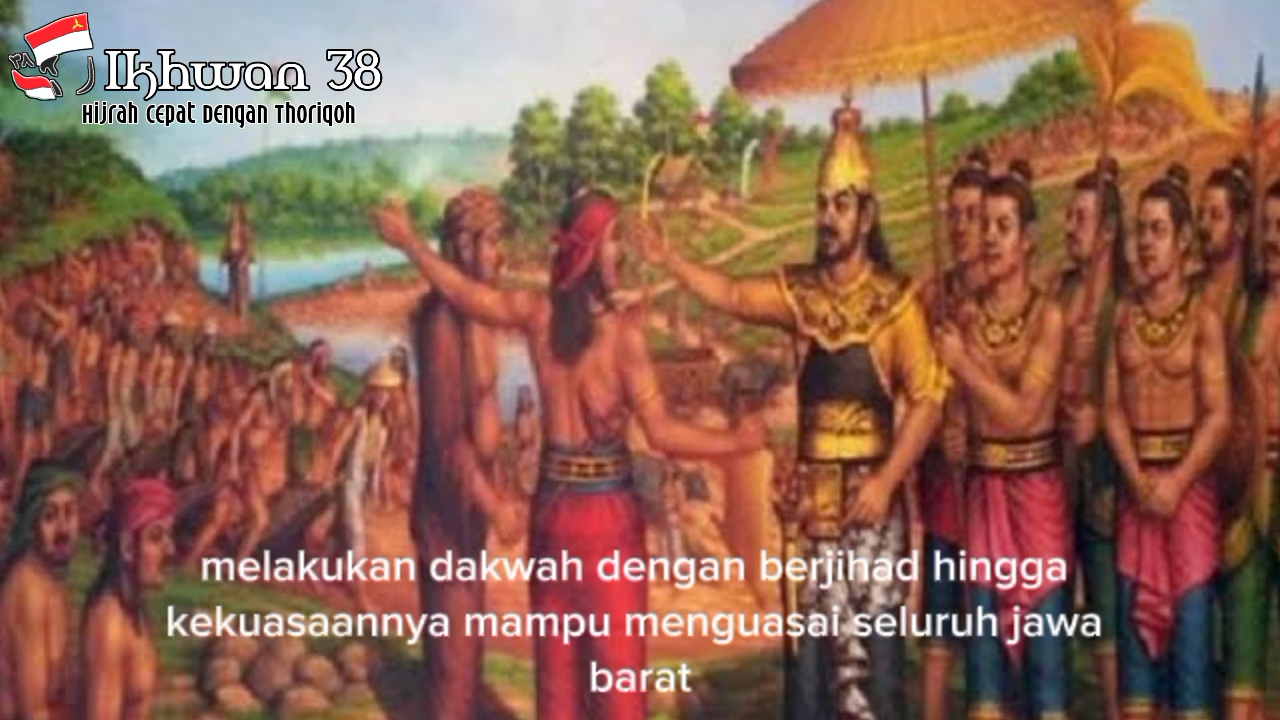 Ikhwan 38
Hijrah Cepat Dengan Thoriqoh
melakukan dakwah dengan berjihad hingga
kekuasaannya mampu menguasai seluruh jawa
barat